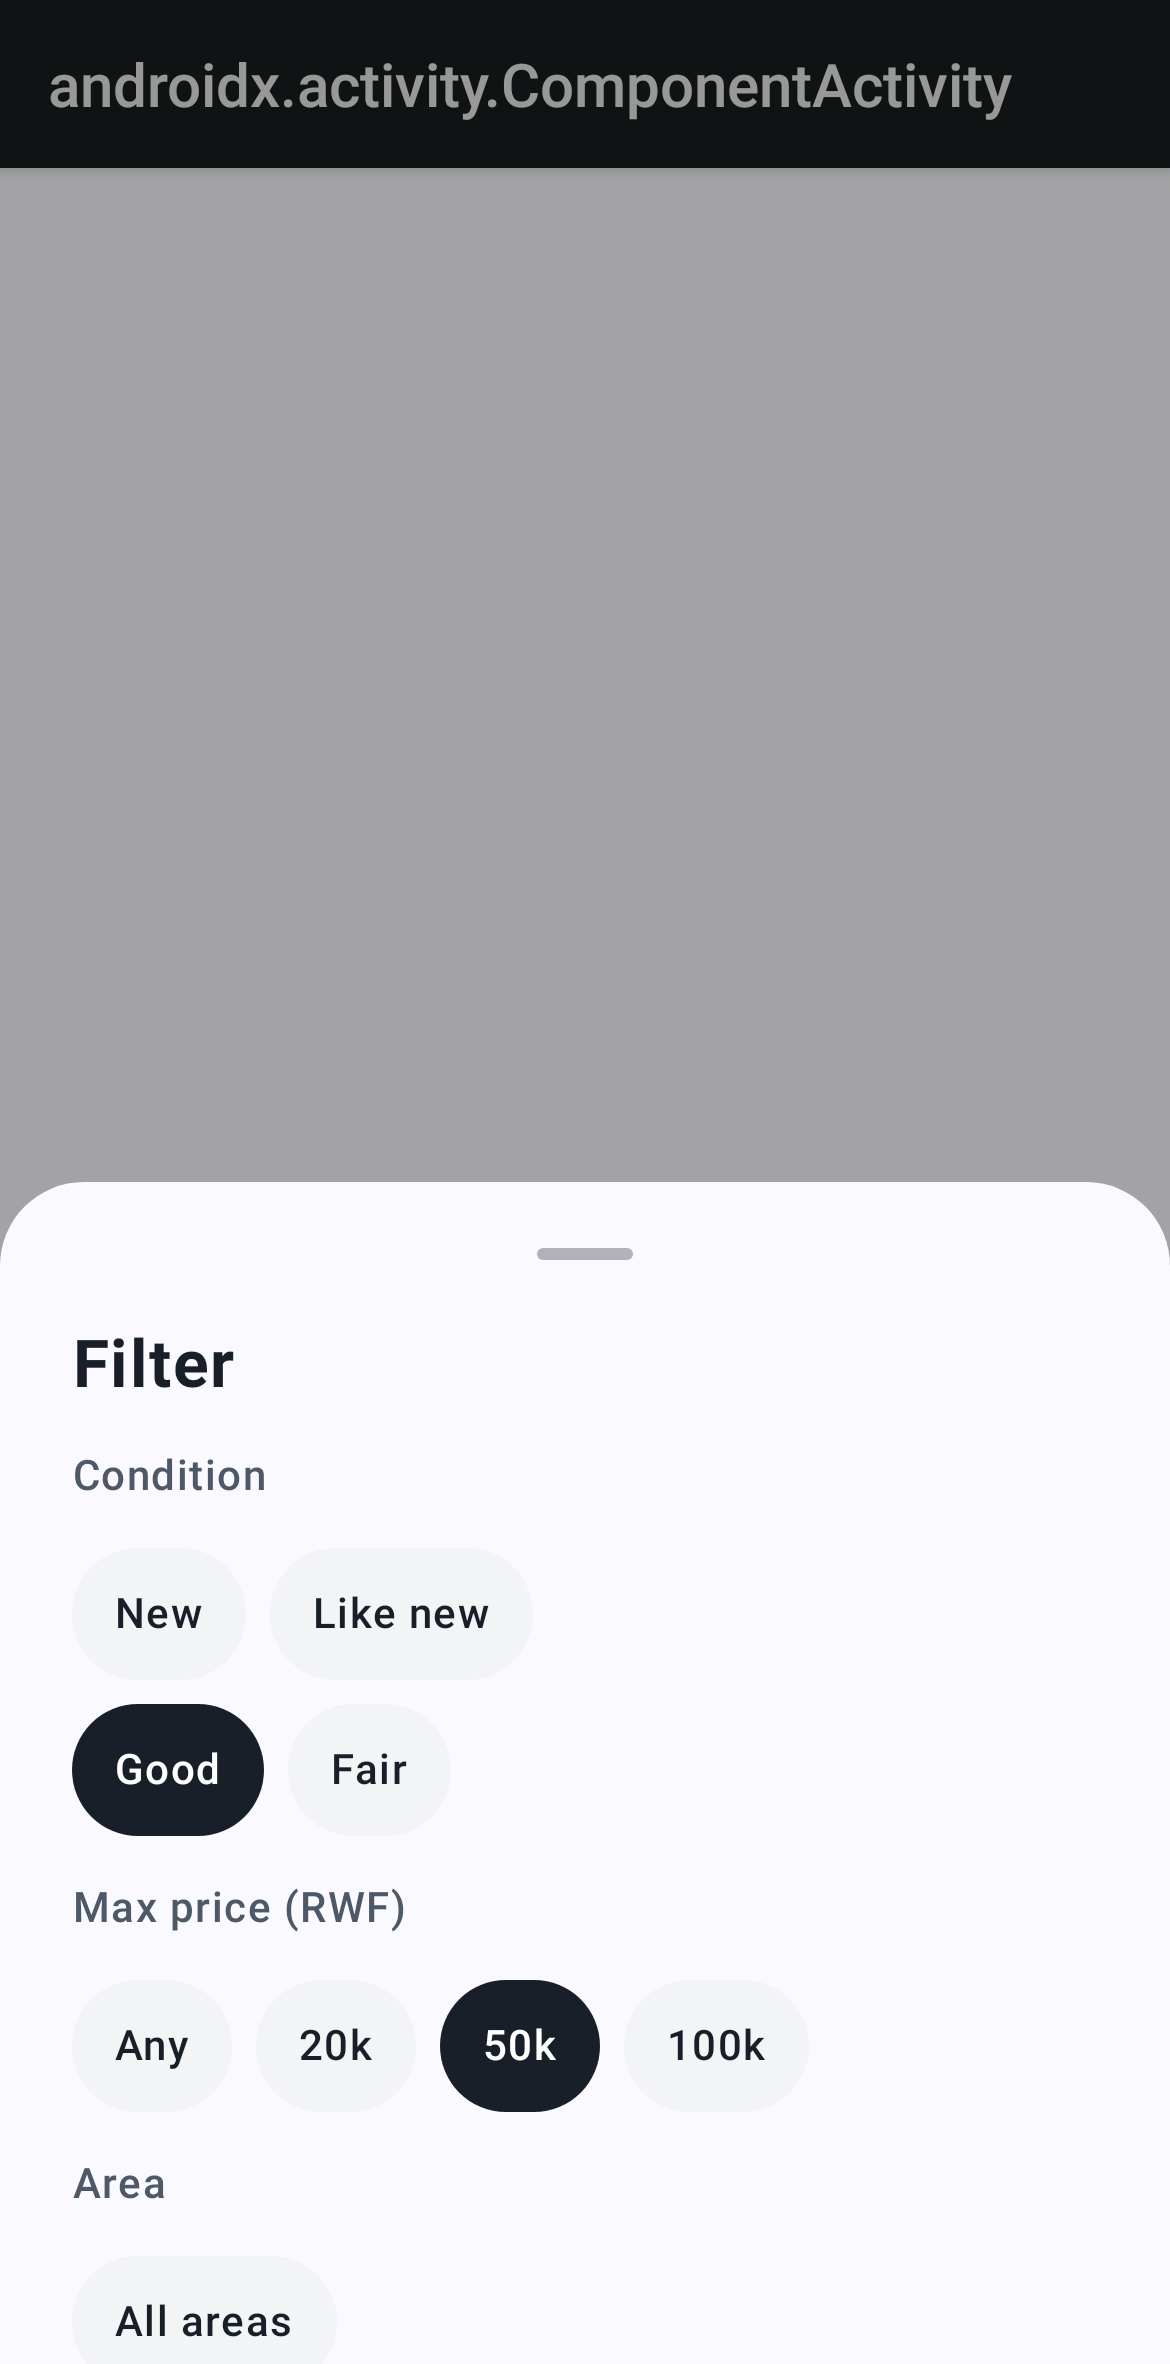 androidx.activity.ComponentActivity
Filter
Condition
New Like new
Good Fair
Max price (RWF)
Any 20k 50k 100k
Area
All areas